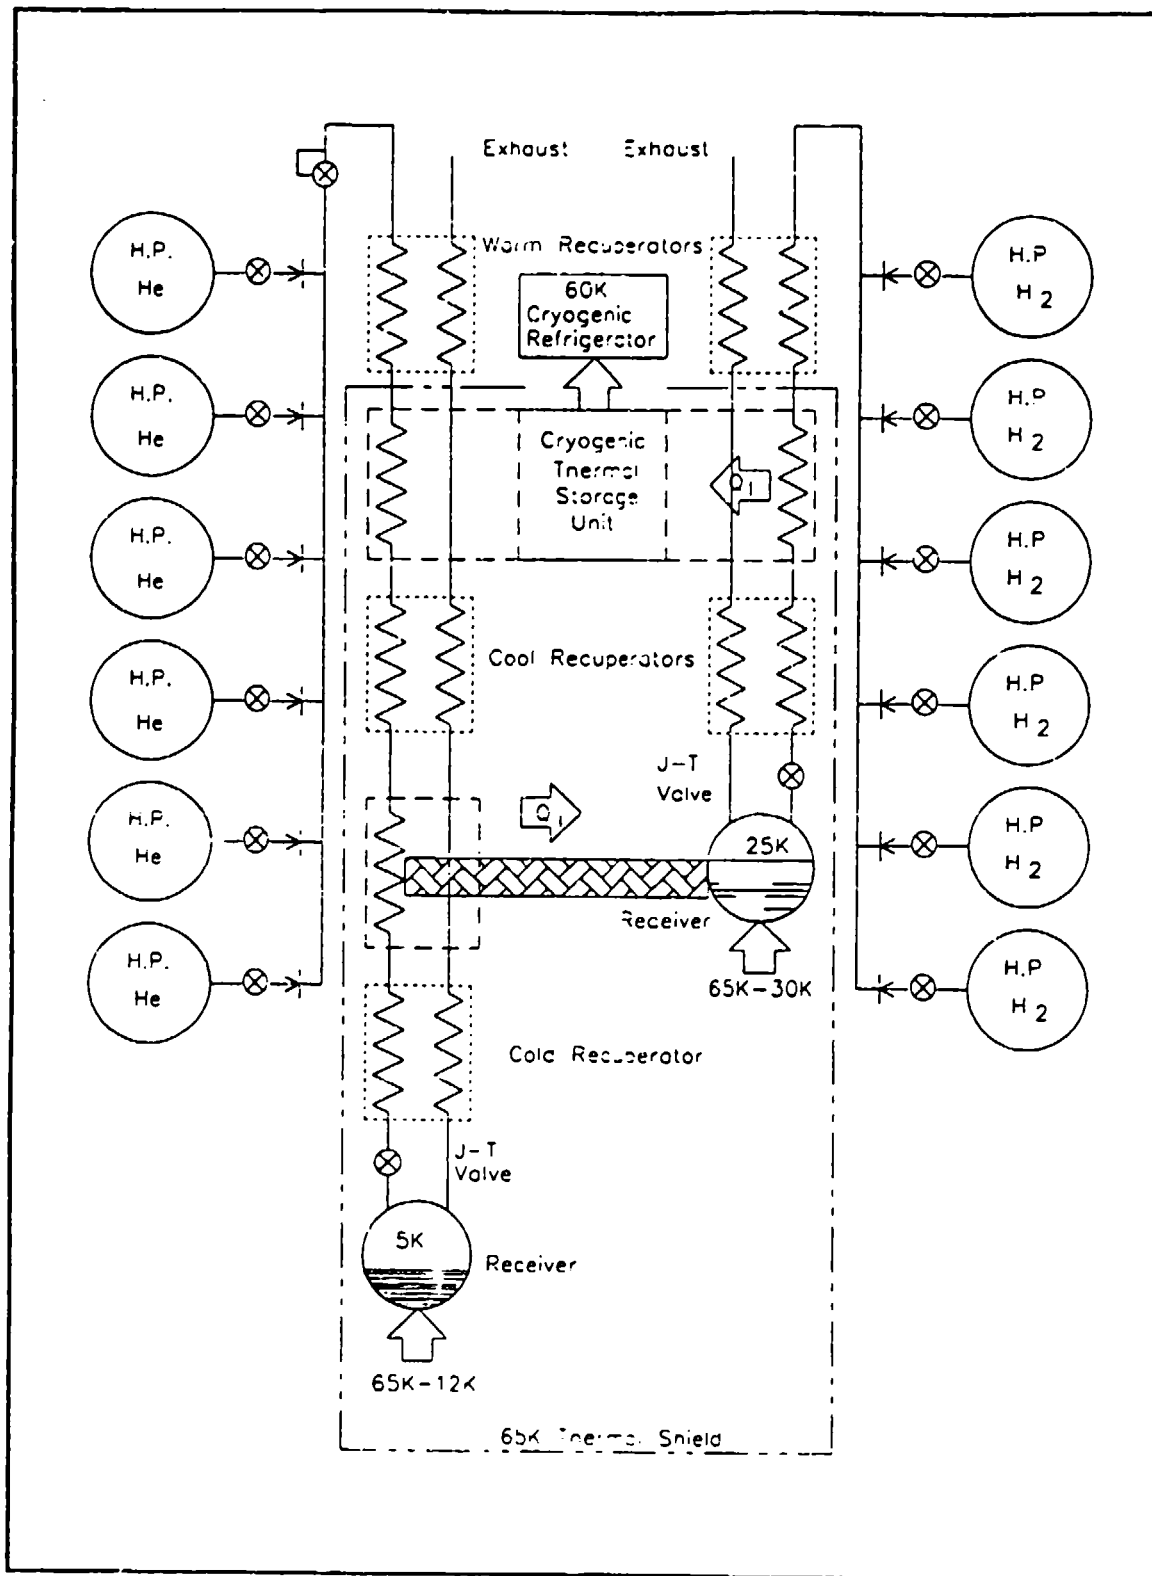 Exhaust Exhaust
Warm Recuperators
H.P.
He
H.P
H 2
60K
Cryogenic
Refrigerator
H.P.
He
H.P
H 2
Cryogenic
Thermal
Storage
Unit
Q I
H.P.
He
H.P
H 2
Cool Recuperators
H.P.
He
H.P
H 2
J-T
Valve
Q I
H.P.
He
25K
H.P
H 2
Receiver
65K-30K
H.P.
He
H.P
H 2
Cold Recuperator
J-T
Valve
5K
Receiver
65K-12K
65K Thermal Shield